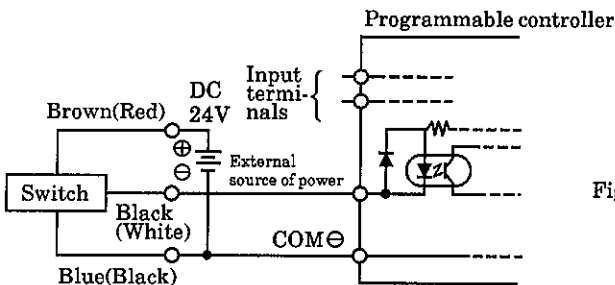 Programmable controller
Input
termi-
nals
DC
24V
Brown(Red)
⊕
⊖
External
source of power
Switch
Black
(White)
COM⊖
Blue(Black)
Fi